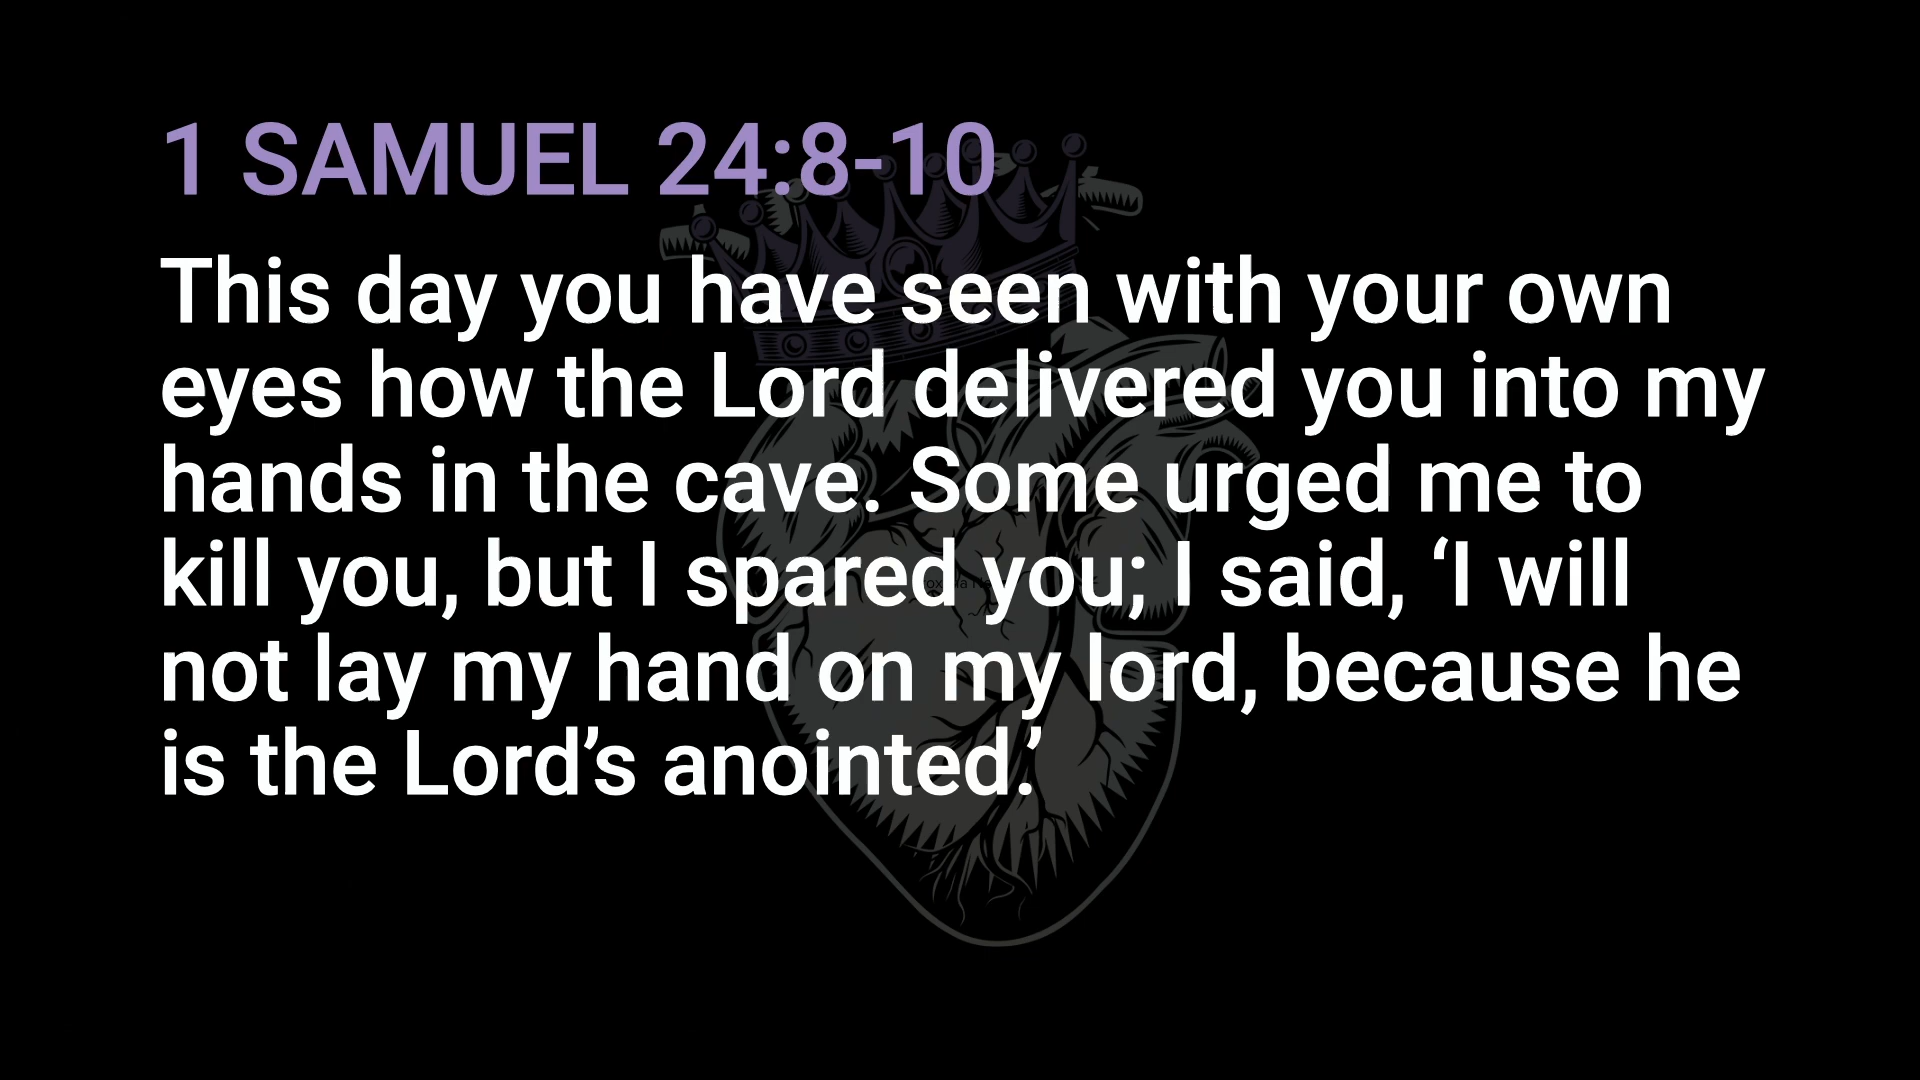 1 SAMUEL 24:8-10
This day you have seen with your own
eyes how the Lord delivered you into my
hands in the cave. Some urged me to
kill you, but I spared you; I said, ‘I will
not lay my hand on my lord, because he
is the Lord’s anointed.’